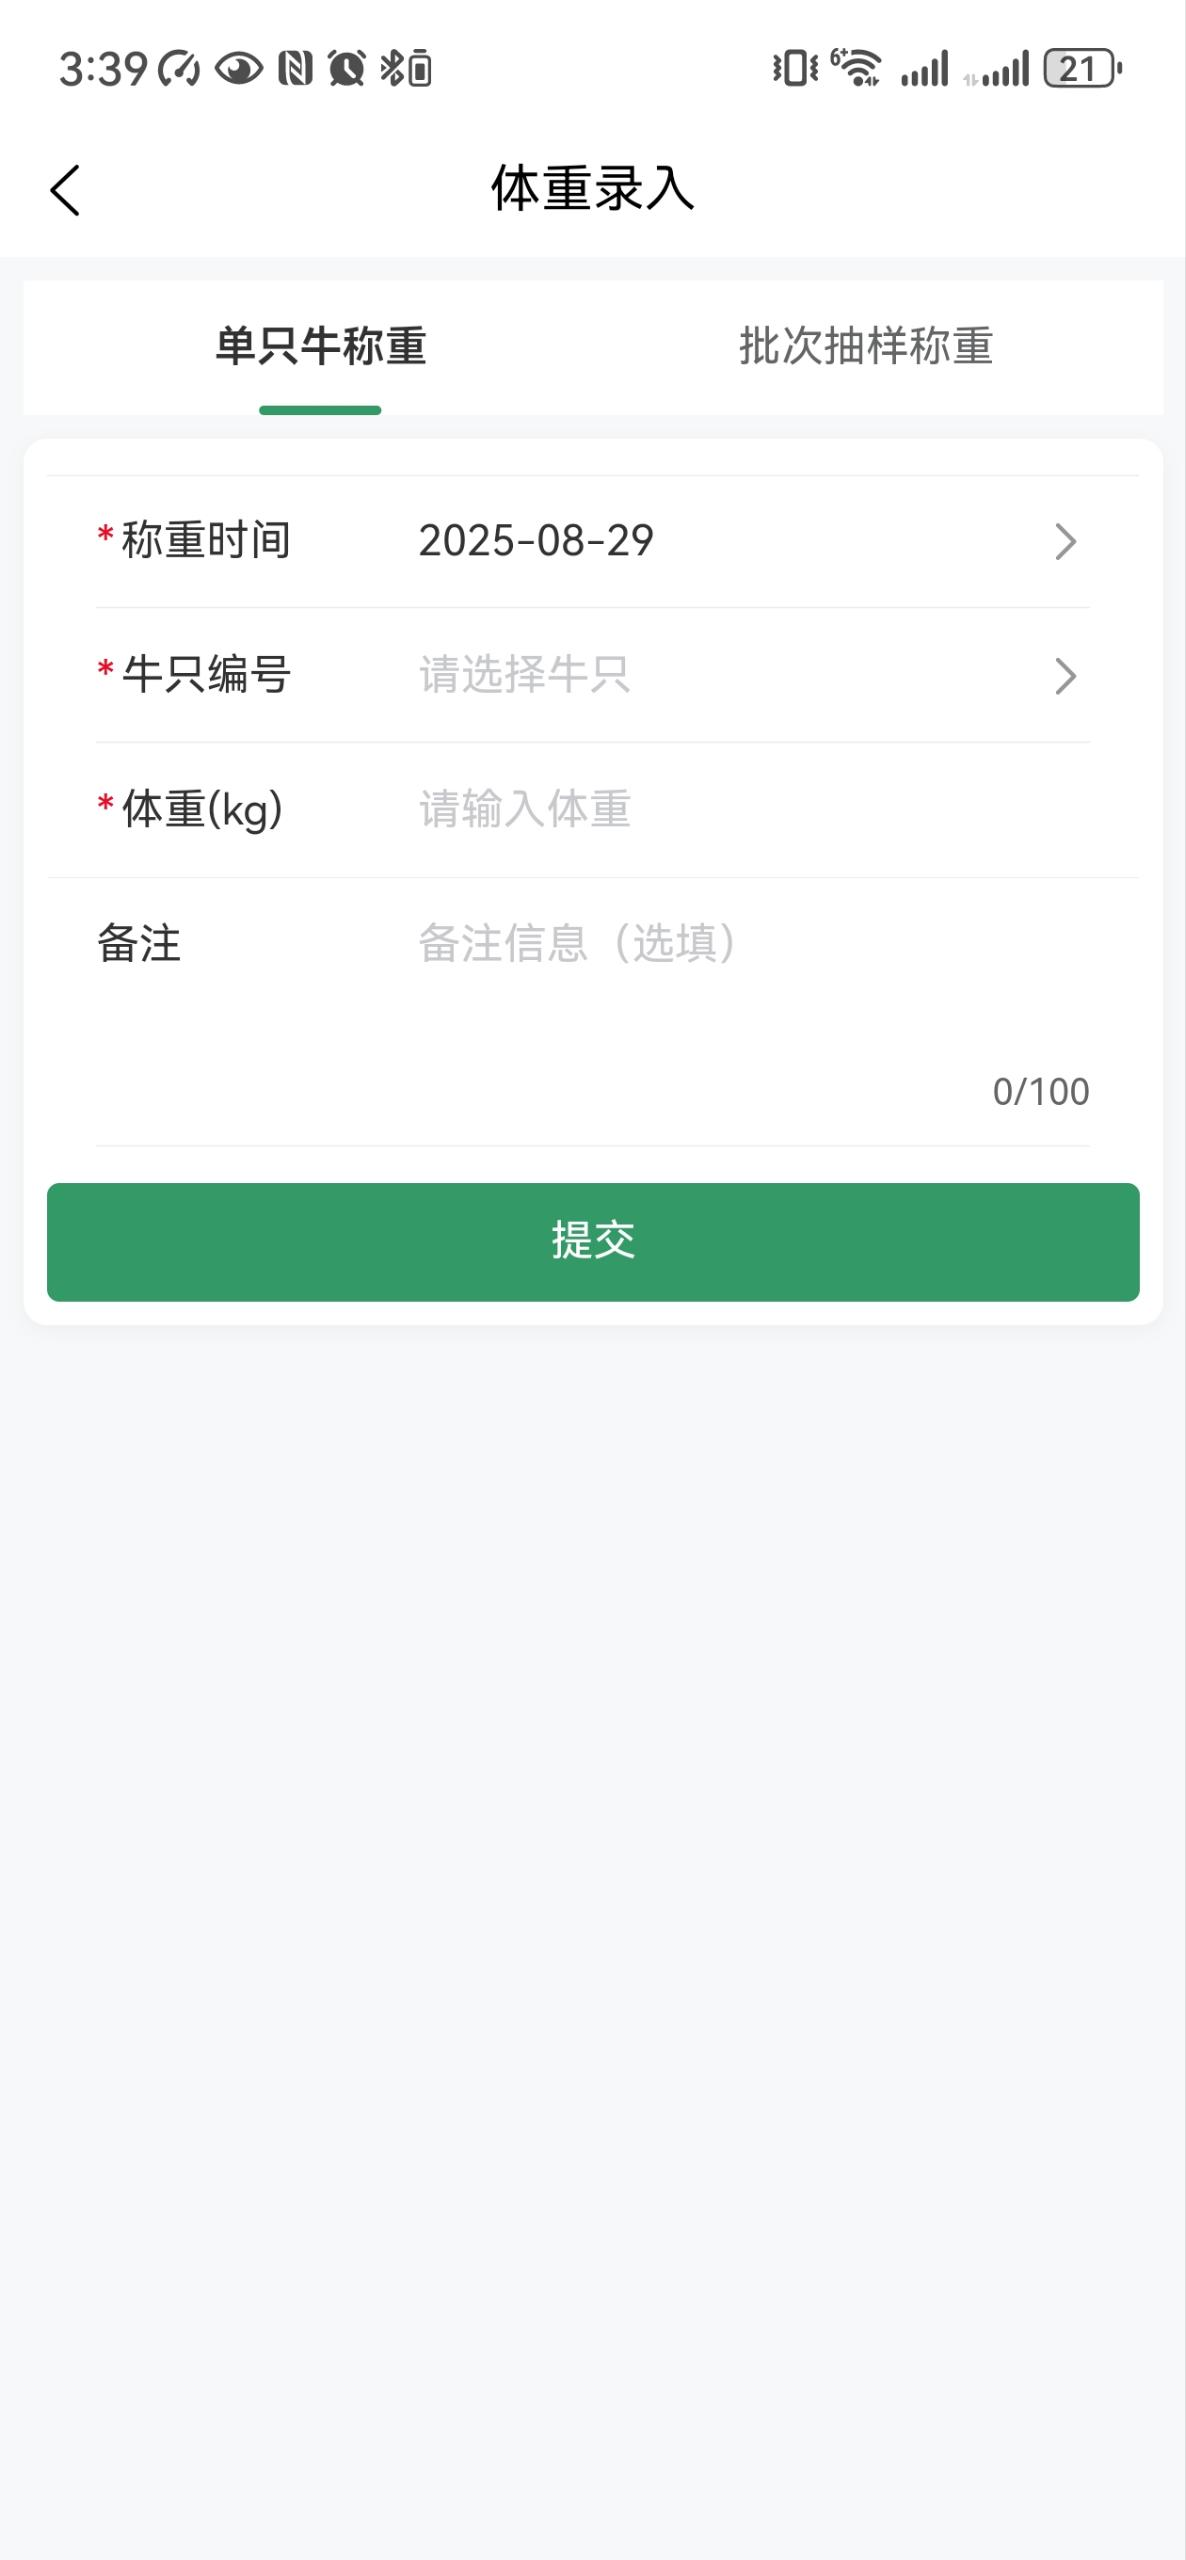 3:39
6+
21
体重录入
单只牛称重
批次抽样称重
*称重时间 2025-08-29
*牛只编号 请选择牛只
*体重(kg) 请输入体重
备注 备注信息（选填）
0/100
提交